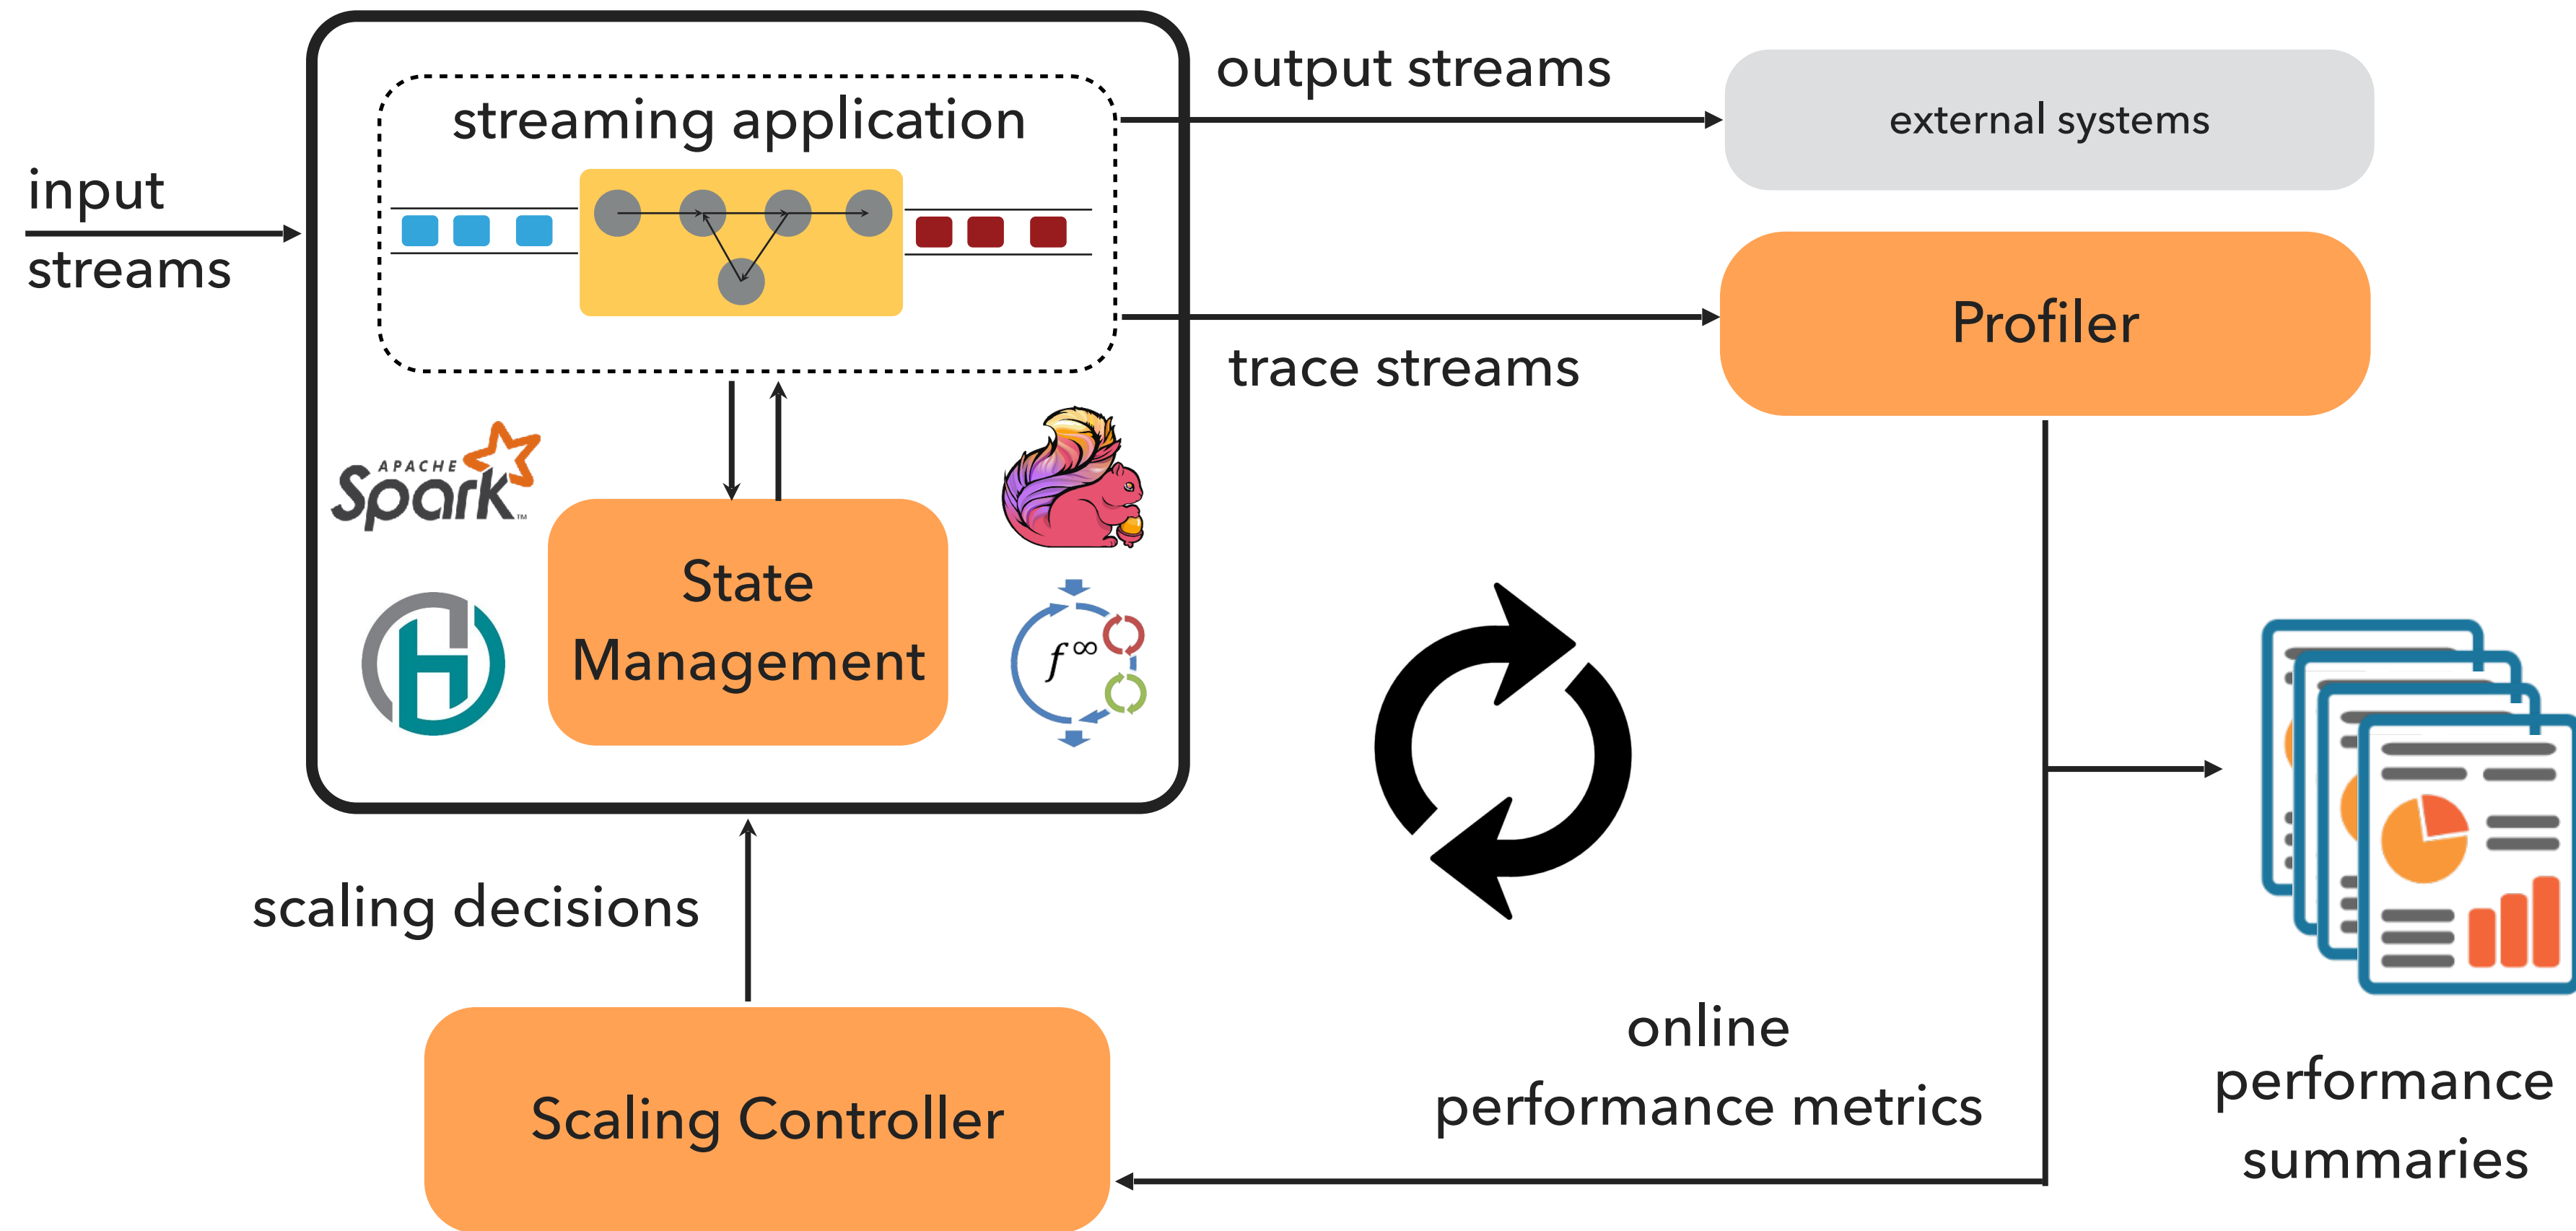 output streams
external systems
streaming application
input
streams
Profiler
trace streams
APACHE
Spark™
State
Management
f∞
scaling decisions
online
performance metrics
performance
summaries
Scaling Controller